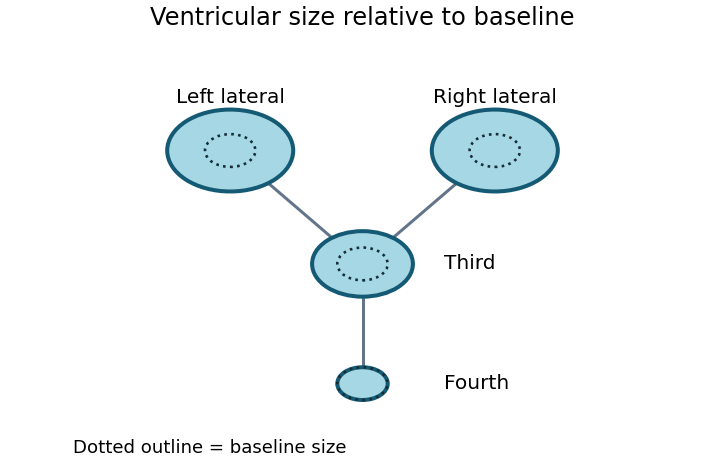 Ventricular size relative to baseline
Left lateral
Right lateral
Third
Fourth
Dotted outline = baseline size